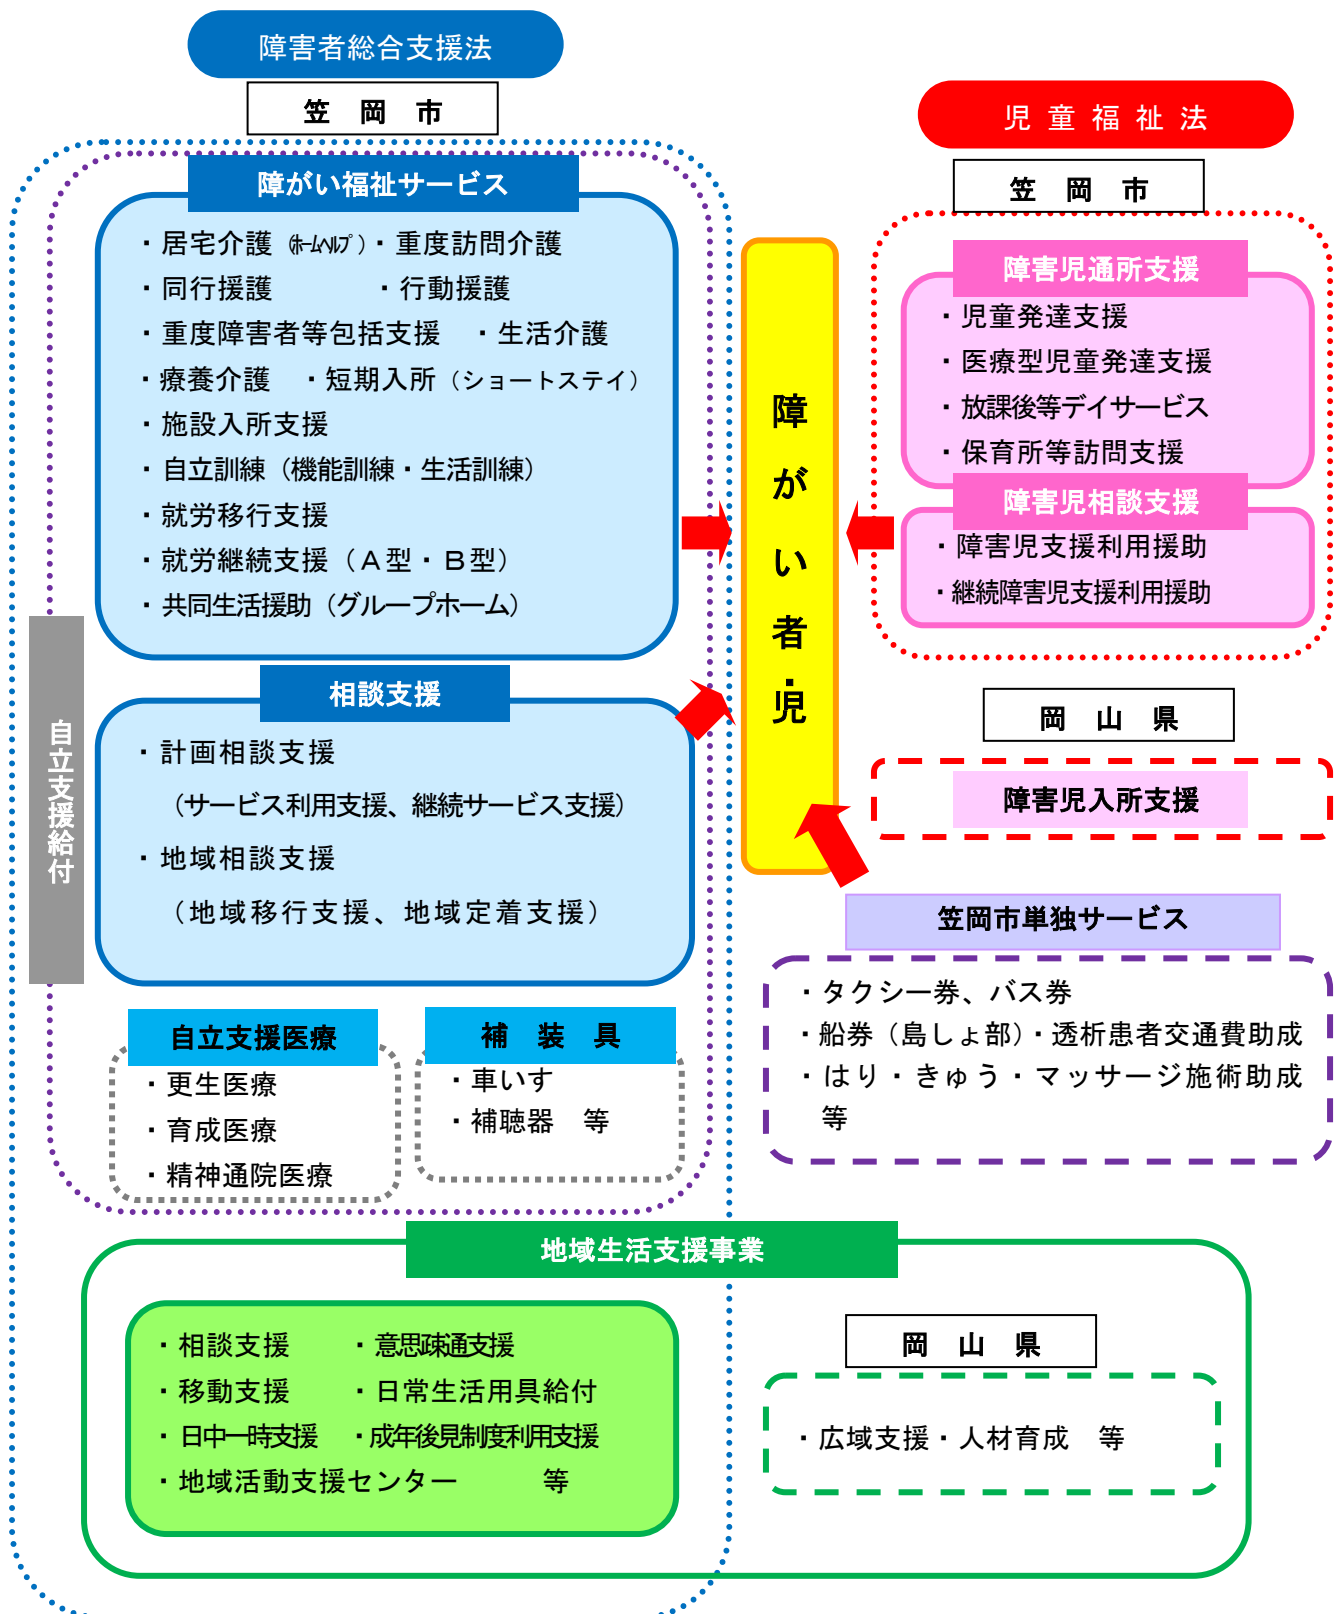 障害者総合支援法
笠　岡　市
障がい福祉サービス
・居宅介護（ﾎｰﾑﾍﾙﾌﾟ）・重度訪問介護
・同行援護　　　　・行動援護
・重度障害者等包括支援　・生活介護
・療養介護　・短期入所（ショートステイ）
・施設入所支援
・自立訓練（機能訓練・生活訓練）
・就労移行支援
・就労継続支援（Ａ型・Ｂ型）
・共同生活援助（グループホーム）
自立支援給付
相談支援
・計画相談支援
（サービス利用支援、継続サービス支援）
・地域相談支援
（地域移行支援、地域定着支援）
自立支援医療
・更生医療
・育成医療
・精神通院医療
補　装　具
・車いす
・補聴器　等
障がい者・児
児 童 福 祉 法
笠　岡　市
障害児通所支援
・児童発達支援
・医療型児童発達支援
・放課後等デイサービス
・保育所等訪問支援
障害児相談支援
・障害児支援利用援助
・継続障害児支援利用援助
岡　山　県
障害児入所支援
笠岡市単独サービス
・タクシー券、バス券
・船券（島しょ部）・透析患者交通費助成
・はり・きゅう・マッサージ施術助成
等
地域生活支援事業
・相談支援　　・意思疎通支援
・移動支援　　・日常生活用具給付
・日中一時支援　・成年後見制度利用支援
・地域活動支援センター　　　等
岡　山　県
・広域支援・人材育成　等